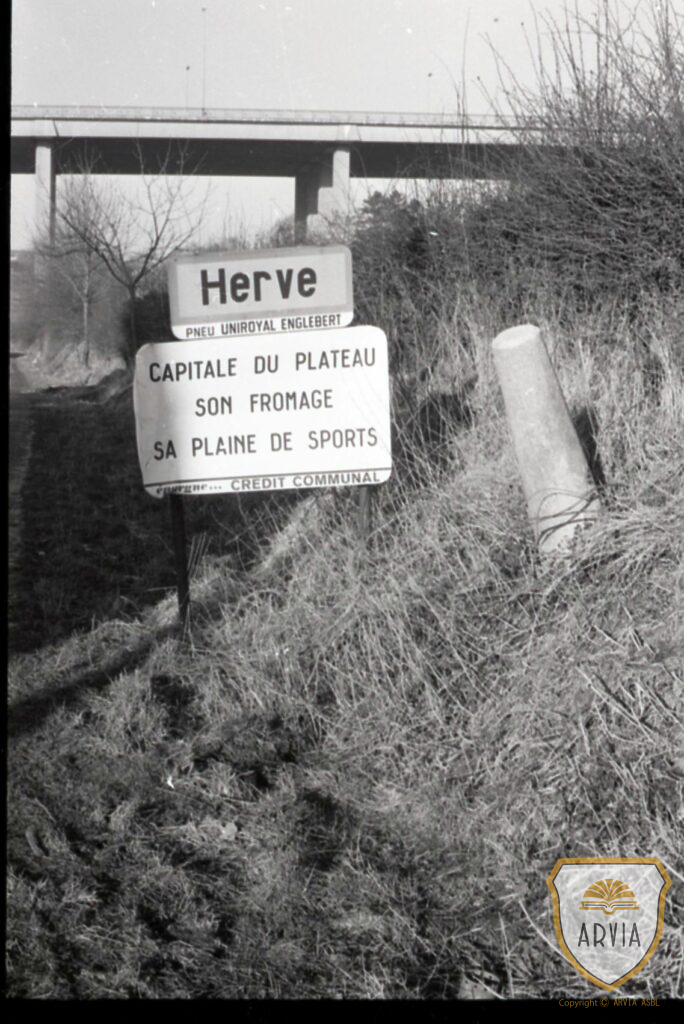 Herve
PNEU UNIROYAL ENGLEBERT
CAPITALE DU PLATEAU
SON FROMAGE
SA PLAINE DE SPORTS
épargne... CREDIT COMMUNAL
ARVIA
Copyright © ARVIA ASBL